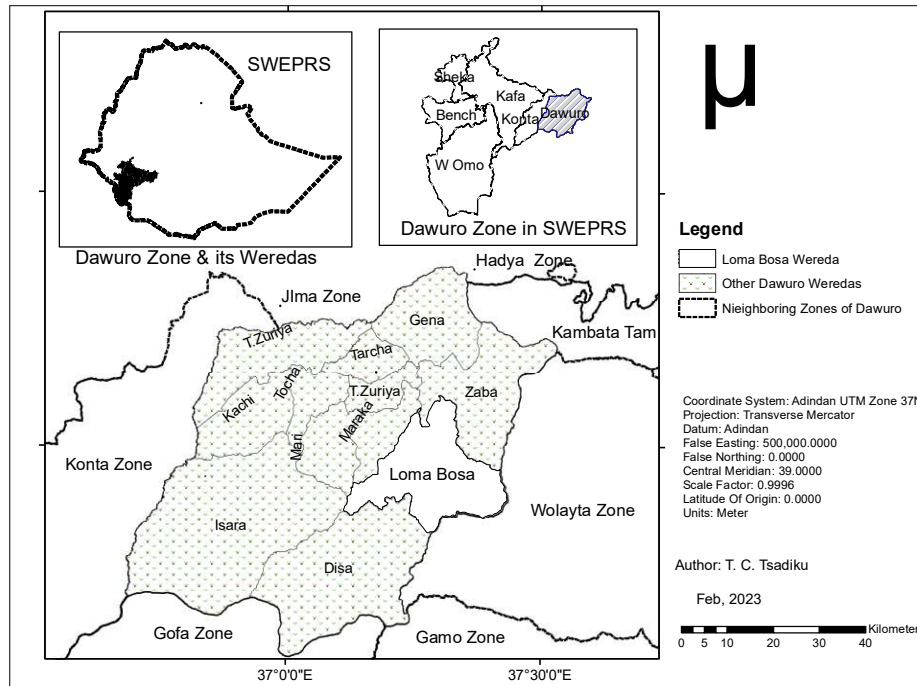 SWEPRS
Dawuro Zone & its Weredas
Sheka
Kafa
Bench
Konta
Dawuro
W Omo
Dawuro Zone in SWEPRS
µ
Legend
Loma Bosa Wereda
Other Dawuro Weredas
Neighboring Zones of Dawuro
Hadya Zone
JIma Zone
Kambata Tam
Gena
T.Zuriya
Tarcha
Tocha
T.Zuriya
Zaba
Kachi
Maraka
Mari
Konta Zone
Loma Bosa
Wolayta Zone
Isara
Disa
Gofa Zone
Gamo Zone
37°0'0"E
37°30'0"E
Coordinate System: Adindan UTM Zone 37N
Projection: Transverse Mercator
Datum: Adindan
False Easting: 500,000.0000
False Northing: 0.0000
Central Meridian: 39.0000
Scale Factor: 0.9996
Latitude Of Origin: 0.0000
Units: Meter
Author: T. C. Tsadiku
Feb, 2023
Kilometer
0 5 10 20 30 40